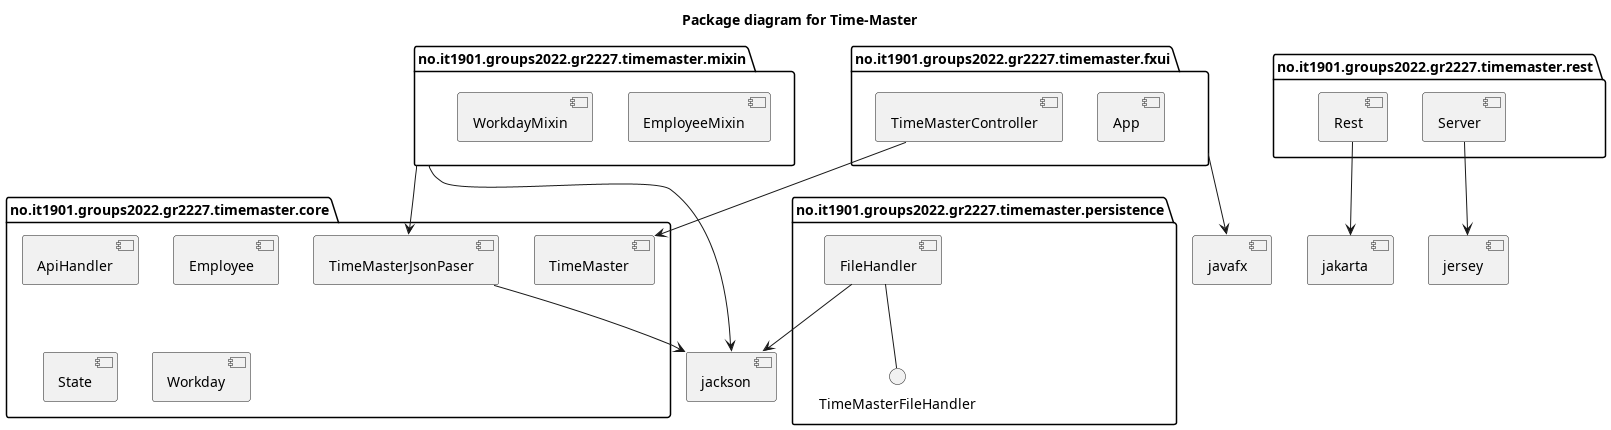 Package diagram for Time-Master
no.it1901.groups2022.gr2227.timemaster.mixin
no.it1901.groups2022.gr2227.timemaster.fxui
no.it1901.groups2022.gr2227.timemaster.rest
WorkdayMixin
EmployeeMixin
TimeMasterController
App
Rest
Server
no.it1901.groups2022.gr2227.timemaster.core
no.it1901.groups2022.gr2227.timemaster.persistence
ApiHandler
Employee
TimeMasterJsonPaser
TimeMaster
FileHandler
javafx
jakarta
jersey
State
Workday
jackson
TimeMasterFileHandler